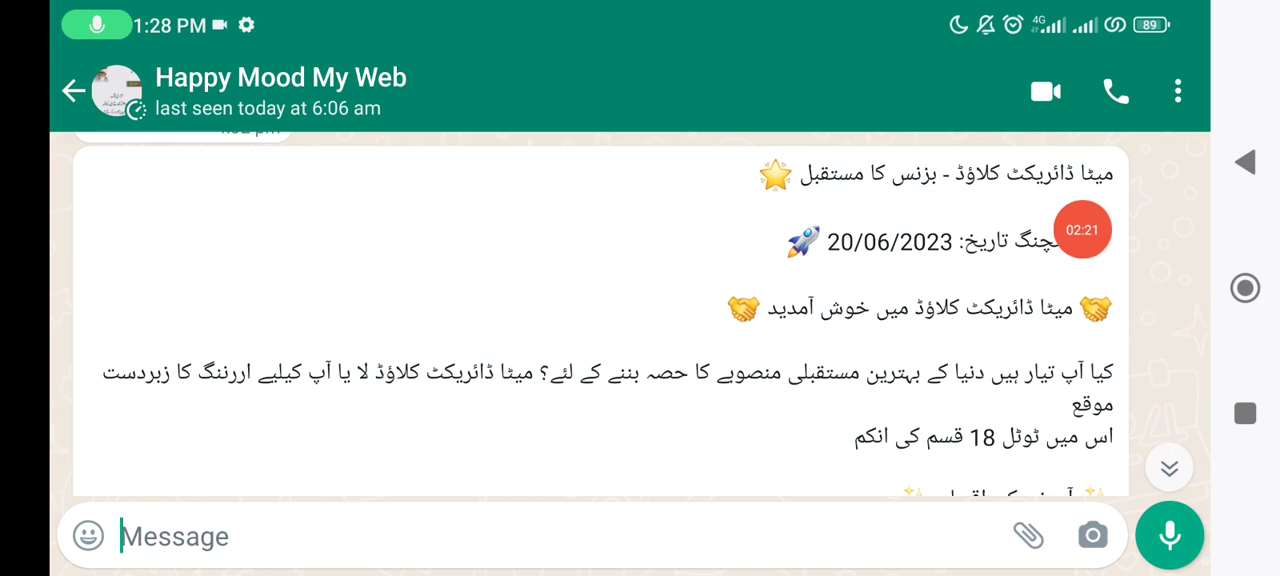 1:28 PM
4G
89
Happy Mood My Web
last seen today at 6:06 am
میٹا ڈائریکٹ کلاؤڈ - بزنس کا مستقبل 🌟
02:21
تاریخ: 20/06/2023 🚀
🤝 میٹا ڈائریکٹ کلاؤڈ میں خوش آمدید 🤝
کیا آپ تیار ہیں دنیا کے بہترین مستقبلی منصوبے کا حصہ بننے کے لئے؟ میٹا ڈائریکٹ کلاؤڈ لا یا آپ کیلیے اررننگ کا زبردست
موقع
اس میں ٹوٹل 18 قسم کی انکم
Message